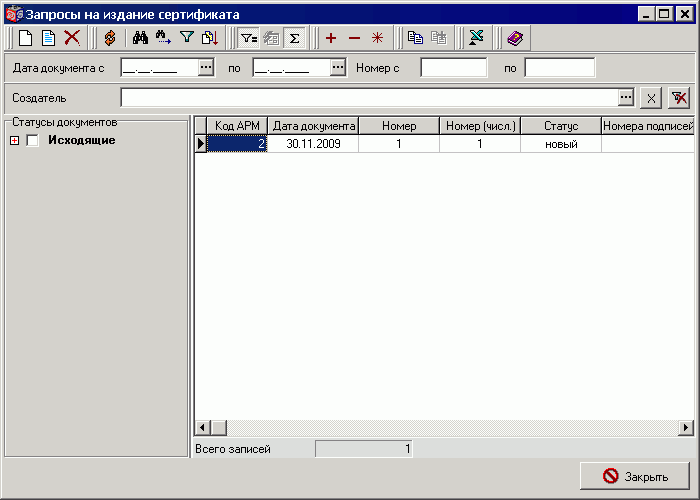 Запросы на издание сертификата
Дата документа с __.__.____ ... по __.__.____ ... Номер с по
Создатель ... X
Статусы документов
Исходящие
Код АРМ Дата документа Номер Номер (числ.) Статус Номера подписей
2 30.11.2009 1 1 новый
Всего записей 1
Закрыть